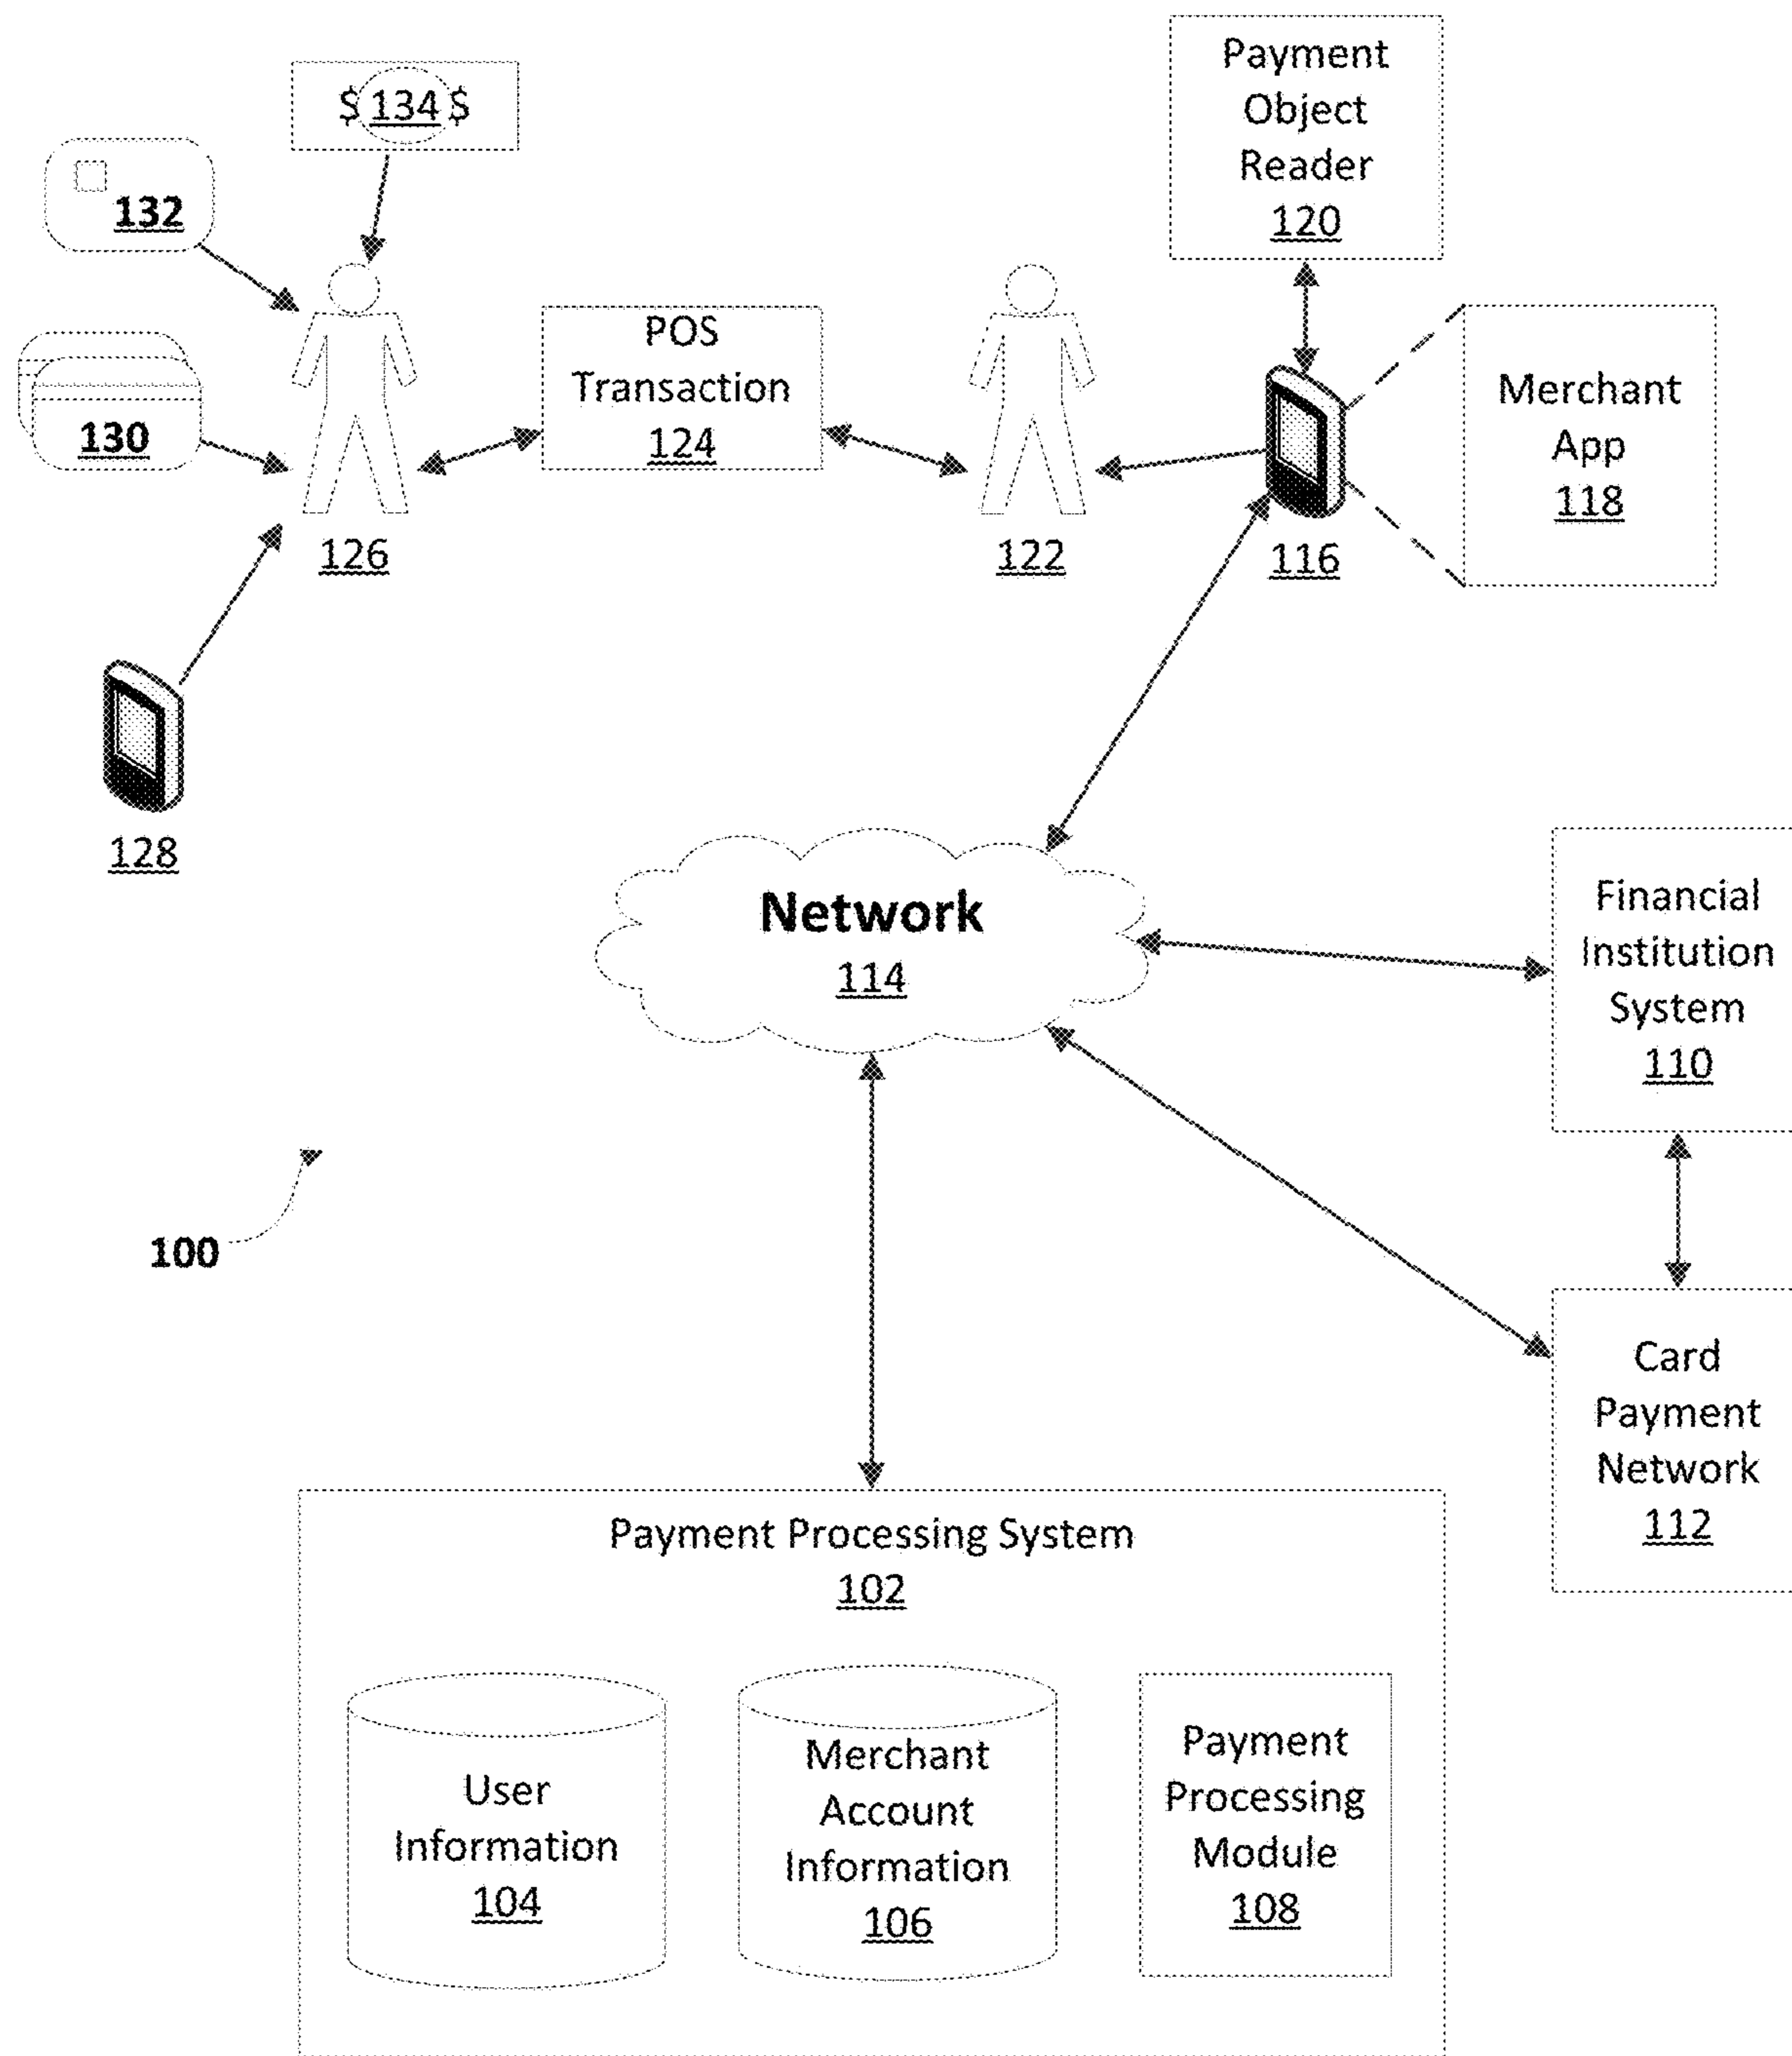 $ 134 $
132
130
126
128
POS
Transaction
124
122
Payment
Object
Reader
120
116
Merchant
App
118
Network
114
Financial
Institution
System
110
100
Card
Payment
Network
112
Payment Processing System
102
User
Information
104
Merchant
Account
Information
106
Payment
Processing
Module
108